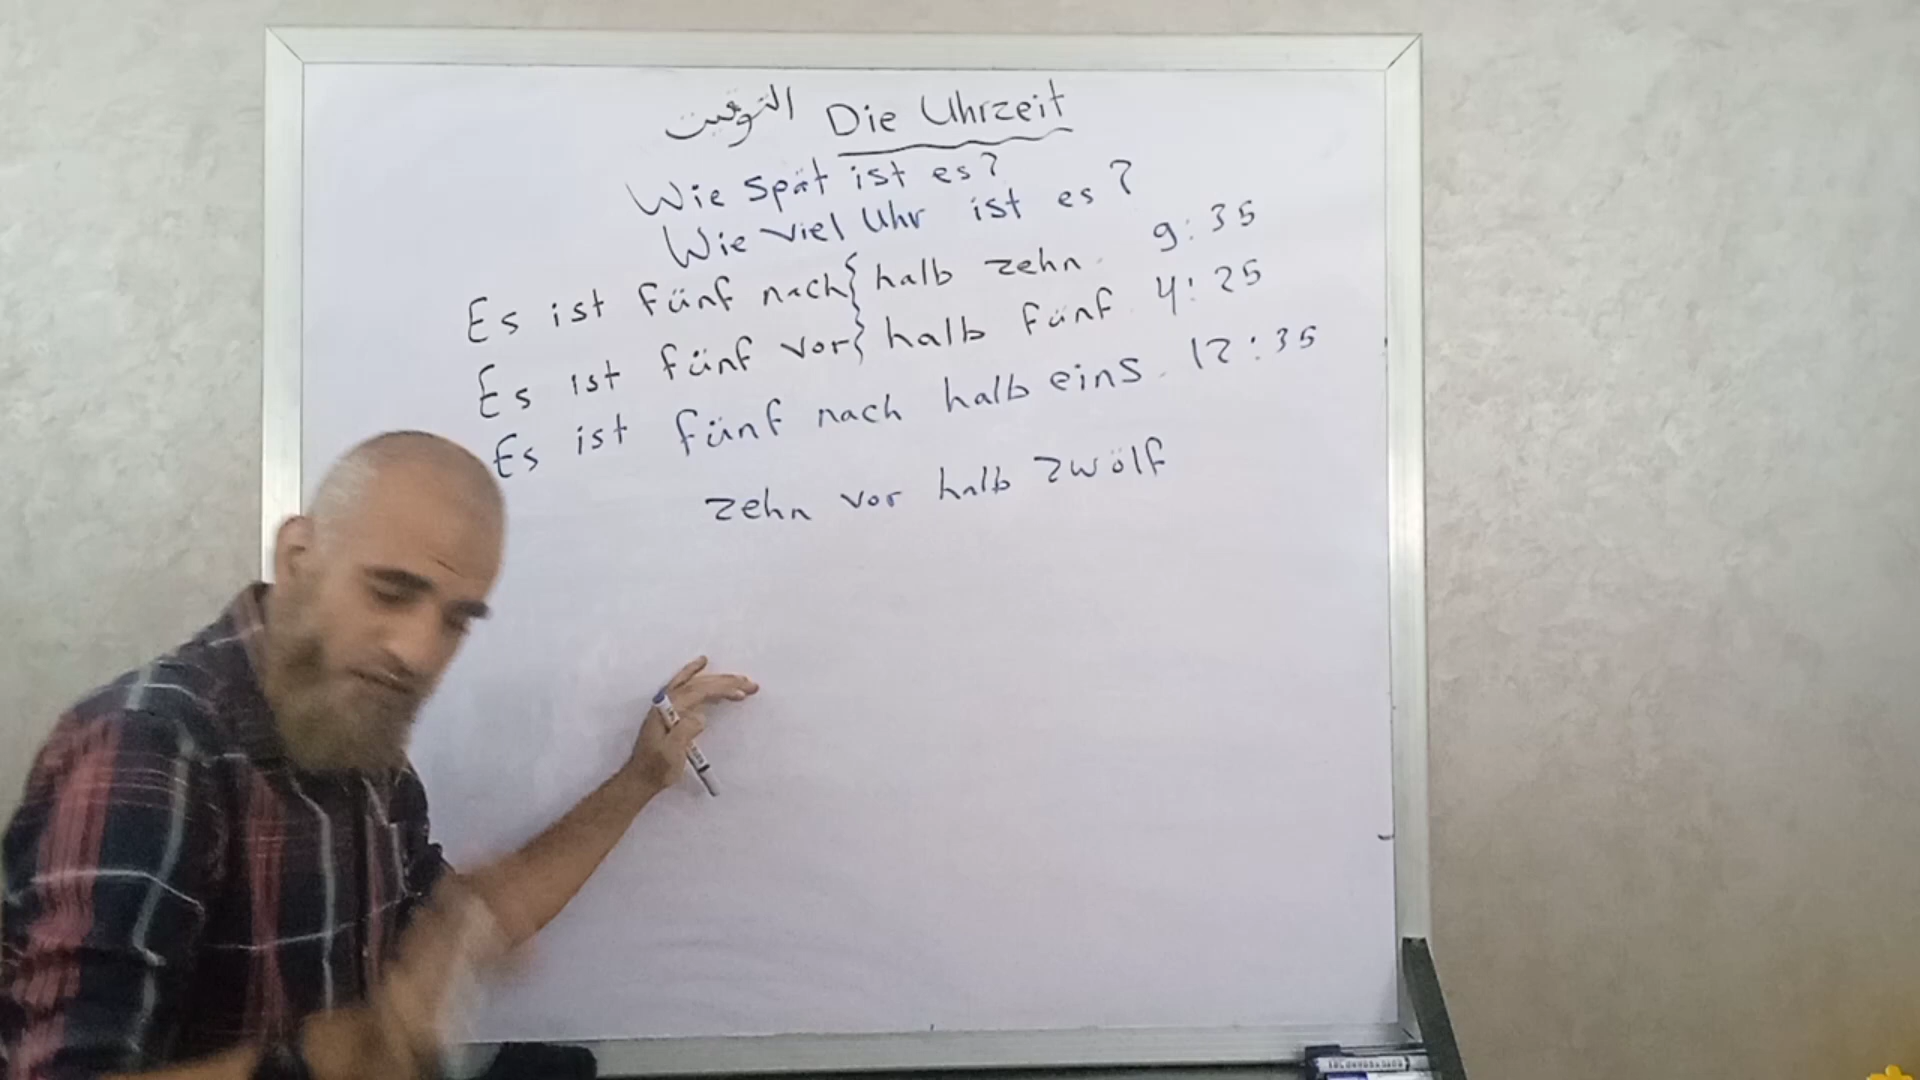 التوقيت Die Uhrzeit
Wie spät ist es?
Wie viel Uhr ist es?
Es ist fünf nach { halb zehn. 9:35
Es ist fünf vor } halb fünf 4:25
Es ist fünf nach halb eins. 12:35
zehn vor halb zwölf